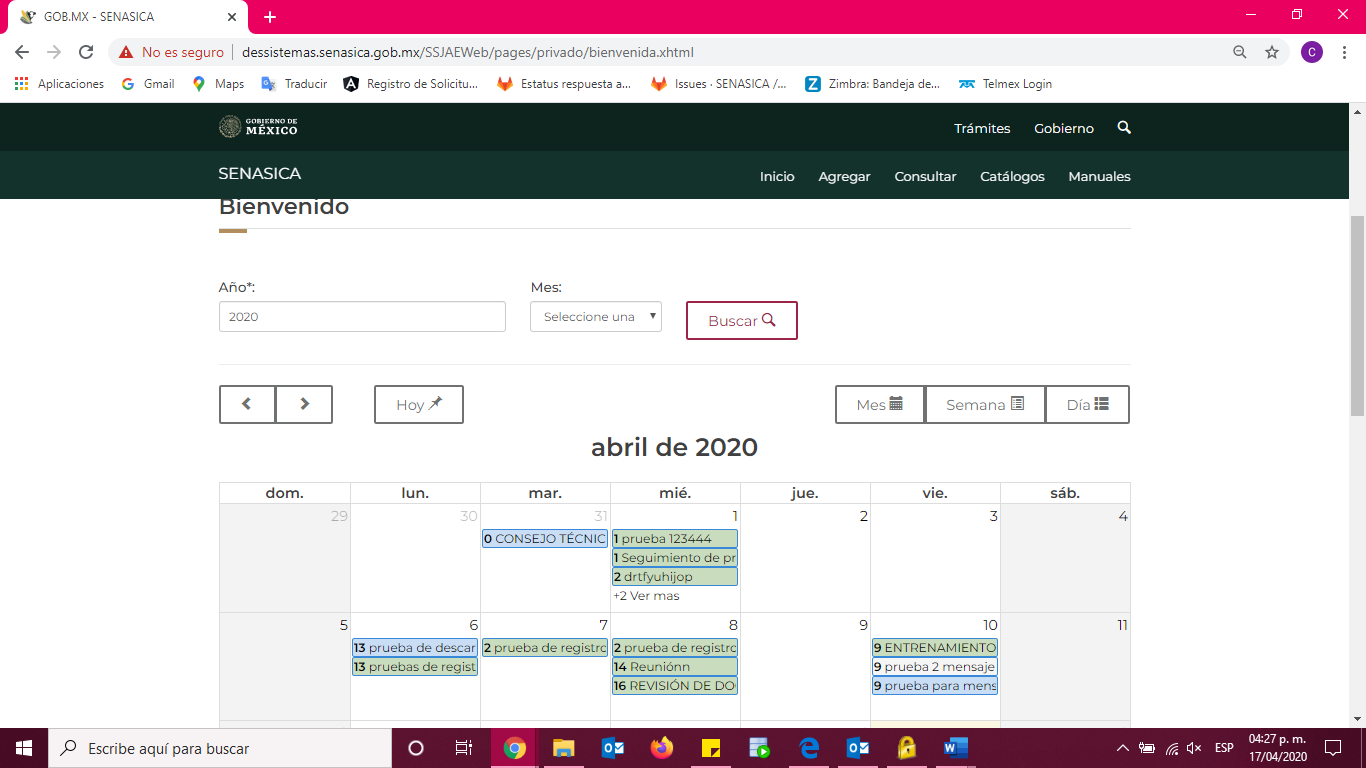 GOB.MX - SENASICA
No es seguro dessistemas.senasica.gob.mx/SSJAEWeb/pages/privado/bienvenida.xhtml C
Aplicaciones Gmail Maps Traducir Registro de Solicitu... Estatus respuesta a... Issues · SENASICA /... Zimbra: Bandeja de... Telmex Login
GOBIERNO DE
MÉXICO
Trámites Gobierno
SENASICA Inicio Agregar Consultar Catálogos Manuales
Bienvenido
Año*: Mes:
2020 Seleccione una Buscar
Hoy Mes Semana Día
abril de 2020
dom. lun. mar. mié. jue. vie. sáb.
29 30 31 1 2 3 4
0 CONSEJO TÉCNIC 1 prueba 123444
1 Seguimiento de pr
2 drtfyuhijop
+2 Ver mas
5 6 7 8 9 10 11
13 prueba de descar 2 prueba de registro 2 prueba de registro 9 ENTRENAMIENTO
13 pruebas de regist 14 Reuniónn 9 prueba 2 mensaje
16 REVISIÓN DE DO 9 prueba para mens
Escribe aquí para buscar ESP 04:27 p. m.
17/04/2020